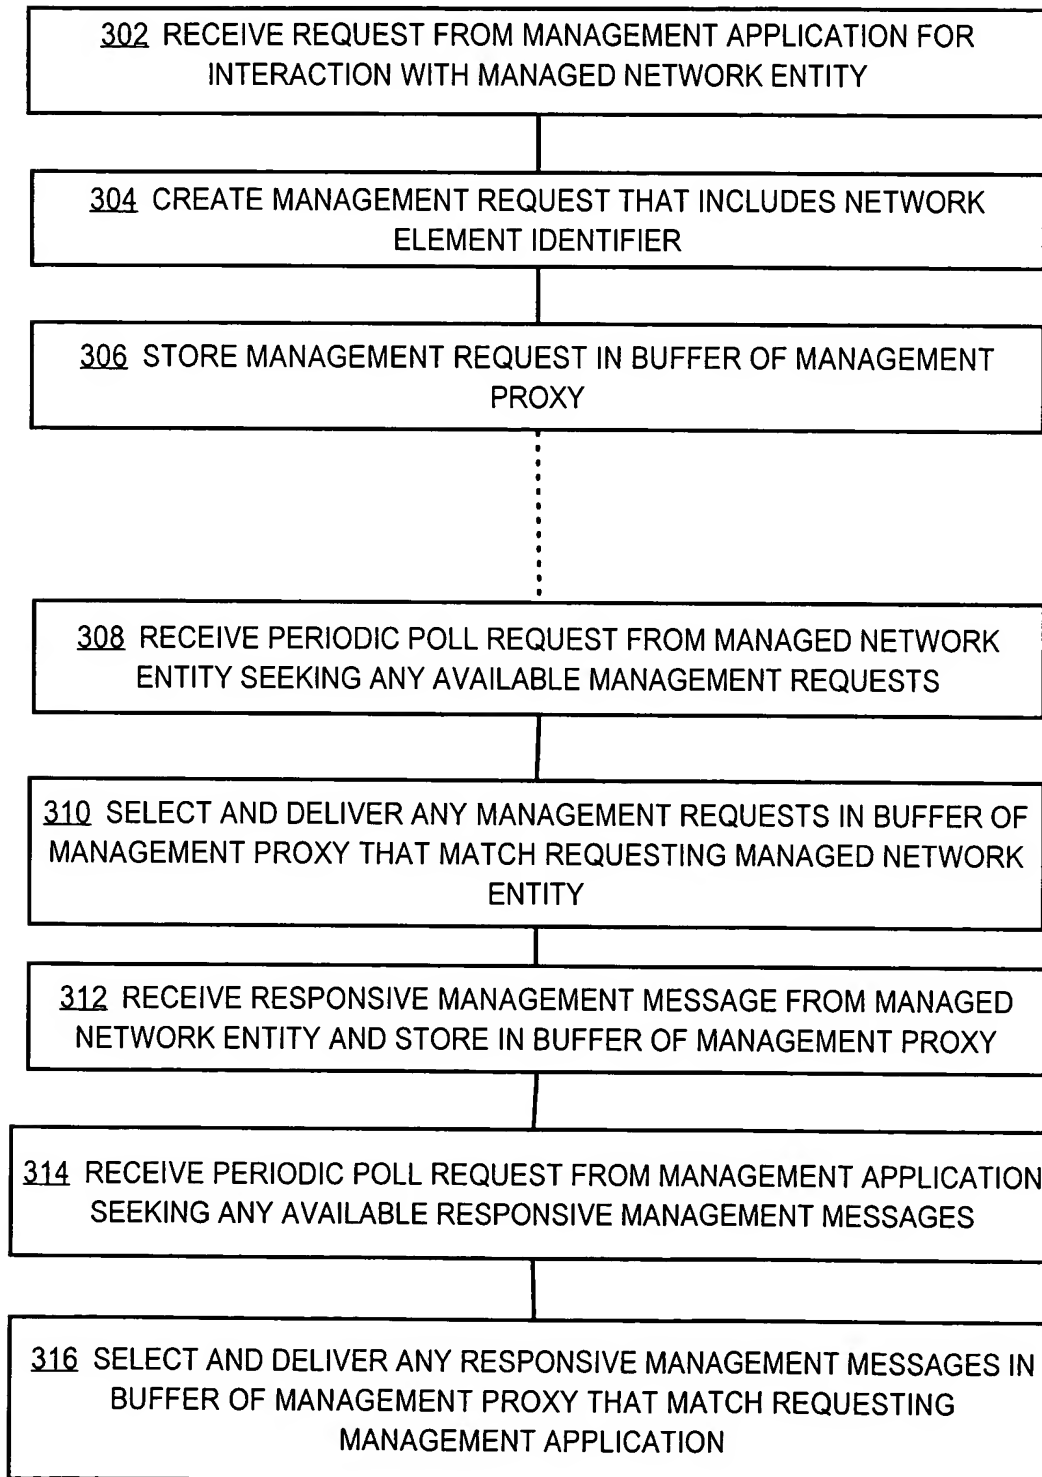 302 RECEIVE REQUEST FROM MANAGEMENT APPLICATION FOR
INTERACTION WITH MANAGED NETWORK ENTITY
304 CREATE MANAGEMENT REQUEST THAT INCLUDES NETWORK
ELEMENT IDENTIFIER
306 STORE MANAGEMENT REQUEST IN BUFFER OF MANAGEMENT
PROXY
308 RECEIVE PERIODIC POLL REQUEST FROM MANAGED NETWORK
ENTITY SEEKING ANY AVAILABLE MANAGEMENT REQUESTS
310 SELECT AND DELIVER ANY MANAGEMENT REQUESTS IN BUFFER OF
MANAGEMENT PROXY THAT MATCH REQUESTING MANAGED NETWORK
ENTITY
312 RECEIVE RESPONSIVE MANAGEMENT MESSAGE FROM MANAGED
NETWORK ENTITY AND STORE IN BUFFER OF MANAGEMENT PROXY
314 RECEIVE PERIODIC POLL REQUEST FROM MANAGEMENT APPLICATION
SEEKING ANY AVAILABLE RESPONSIVE MANAGEMENT MESSAGES
316 SELECT AND DELIVER ANY RESPONSIVE MANAGEMENT MESSAGES IN
BUFFER OF MANAGEMENT PROXY THAT MATCH REQUESTING
MANAGEMENT APPLICATION